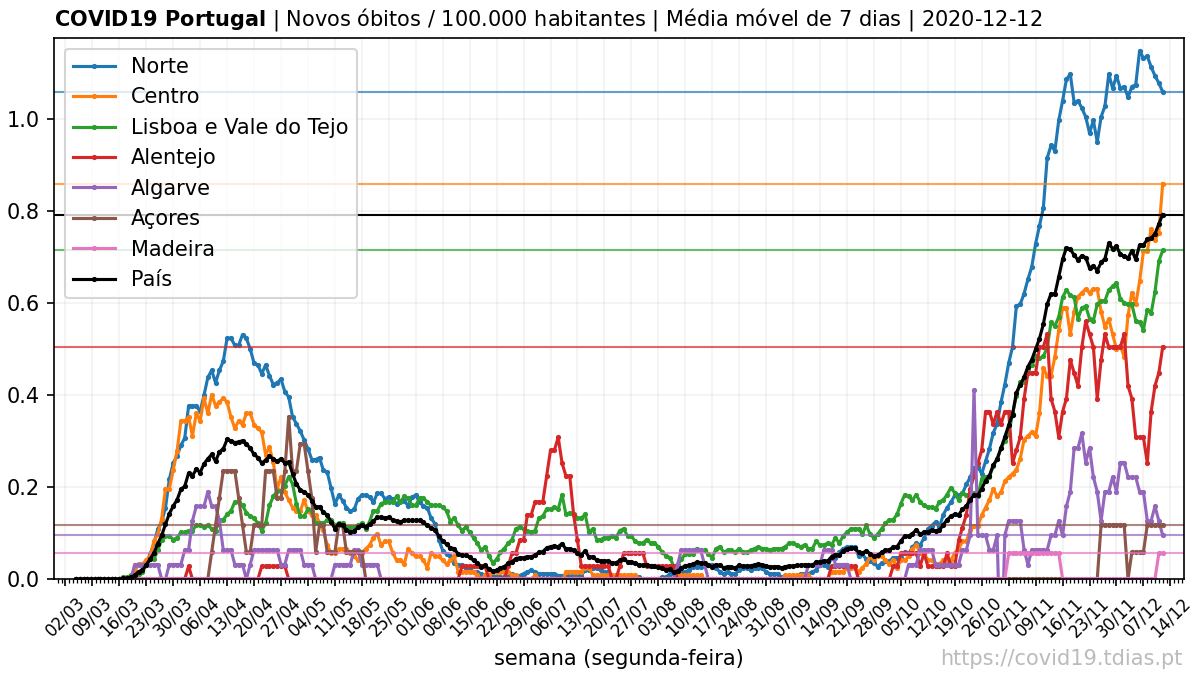 COVID19 Portugal | Novos óbitos / 100.000 habitantes | Média móvel de 7 dias | 2020-12-12
Norte
Centro
Lisboa e Vale do Tejo
Alentejo
Algarve
Açores
Madeira
País
1.0
0.8
0.6
0.4
0.2
0.0
02/03 09/03 16/03 23/03 30/03 06/04 13/04 20/04 27/04 04/05 11/05 18/05 25/05 01/06 08/06 15/06 22/06 29/06 06/07 13/07 20/07 27/07 03/08 10/08 17/08 24/08 31/08 07/09 14/09 21/09 28/09 05/10 12/10 19/10 26/10 02/11 09/11 16/11 23/11 30/11 07/12 14/12
semana (segunda-feira)
https://covid19.tdias.pt